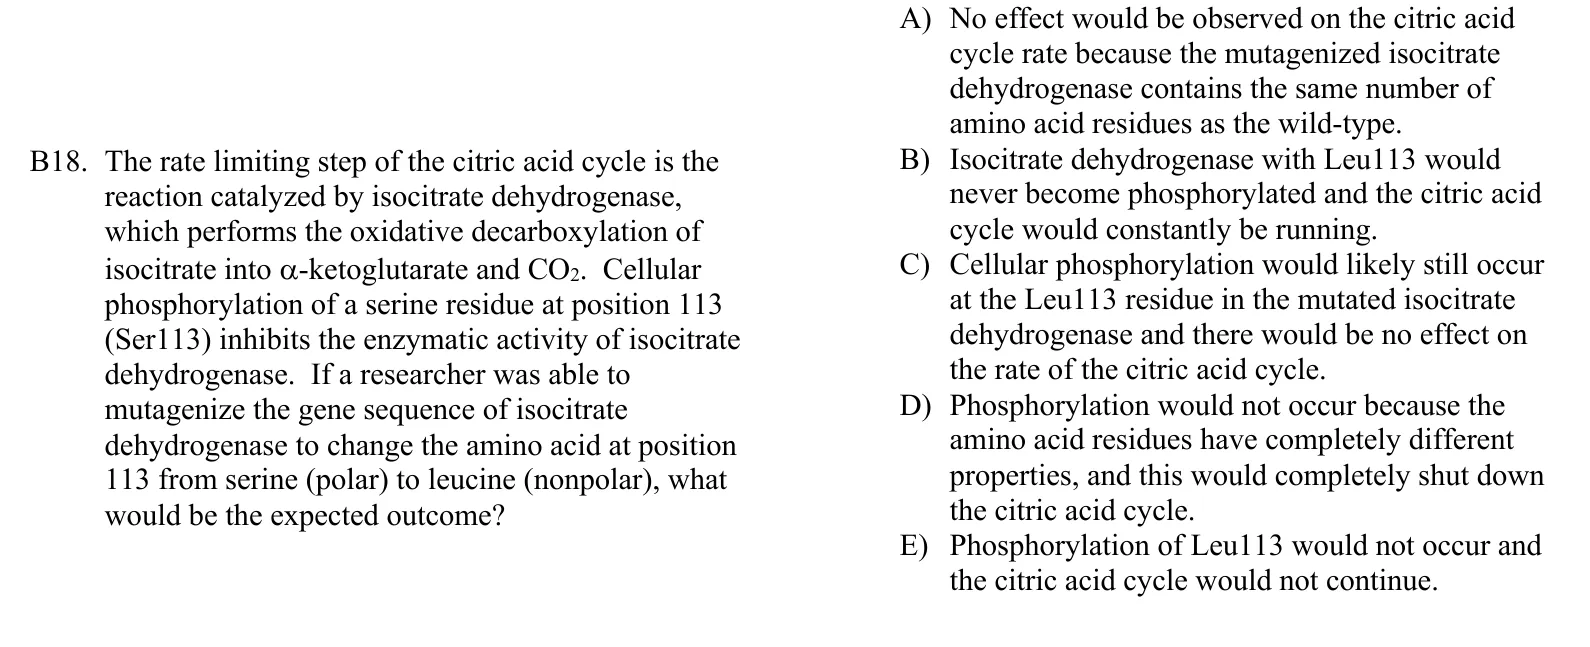 B18. The rate limiting step of the citric acid cycle is the
reaction catalyzed by isocitrate dehydrogenase,
which performs the oxidative decarboxylation of
isocitrate into α-ketoglutarate and CO₂. Cellular
phosphorylation of a serine residue at position 113
(Ser113) inhibits the enzymatic activity of isocitrate
dehydrogenase. If a researcher was able to
mutagenize the gene sequence of isocitrate
dehydrogenase to change the amino acid at position
113 from serine (polar) to leucine (nonpolar), what
would be the expected outcome?
A) No effect would be observed on the citric acid
cycle rate because the mutagenized isocitrate
dehydrogenase contains the same number of
amino acid residues as the wild-type.
B) Isocitrate dehydrogenase with Leu113 would
never become phosphorylated and the citric acid
cycle would constantly be running.
C) Cellular phosphorylation would likely still occur
at the Leu113 residue in the mutated isocitrate
dehydrogenase and there would be no effect on
the rate of the citric acid cycle.
D) Phosphorylation would not occur because the
amino acid residues have completely different
properties, and this would completely shut down
the citric acid cycle.
E) Phosphorylation of Leu113 would not occur and
the citric acid cycle would not continue.